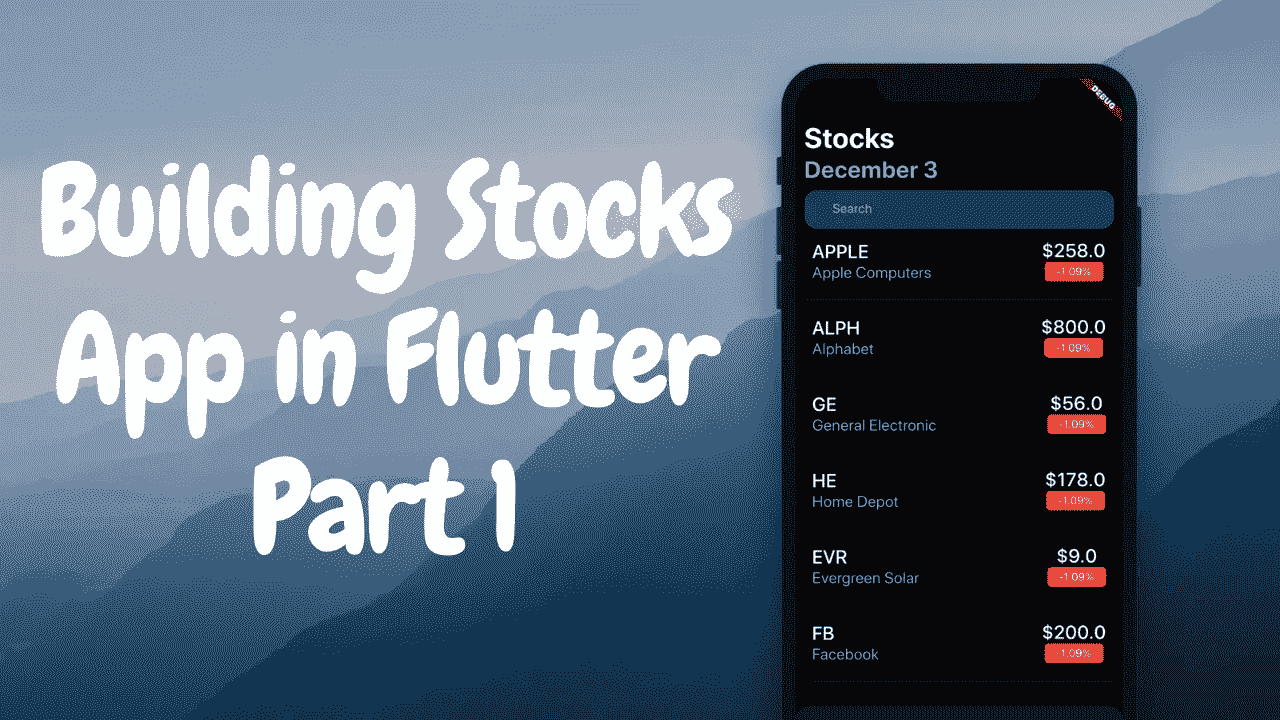 Building Stocks
App in Flutter
Part 1
DEBUG
Stocks
December 3
Search
APPLE $258.0
Apple Computers -1.09%
ALPH $800.0
Alphabet -1.09%
GE $56.0
General Electronic -1.09%
HE $178.0
Home Depot -1.09%
EVR $9.0
Evergreen Solar -1.09%
FB $200.0
Facebook -1.09%